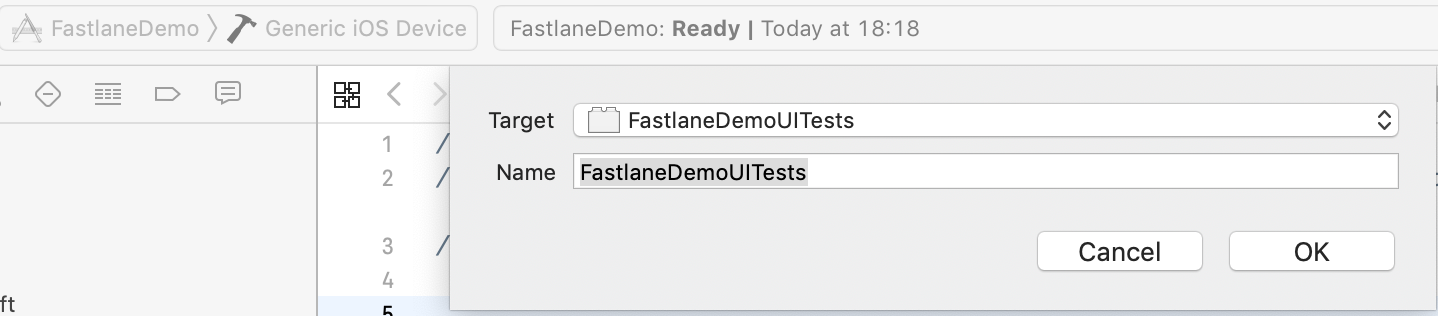 FastlaneDemo Generic iOS Device
FastlaneDemo: Ready | Today at 18:18
Target FastlaneDemoUITests
Name FastlaneDemoUITests
Cancel OK
1 /
2 /
3 /
4
5
ft